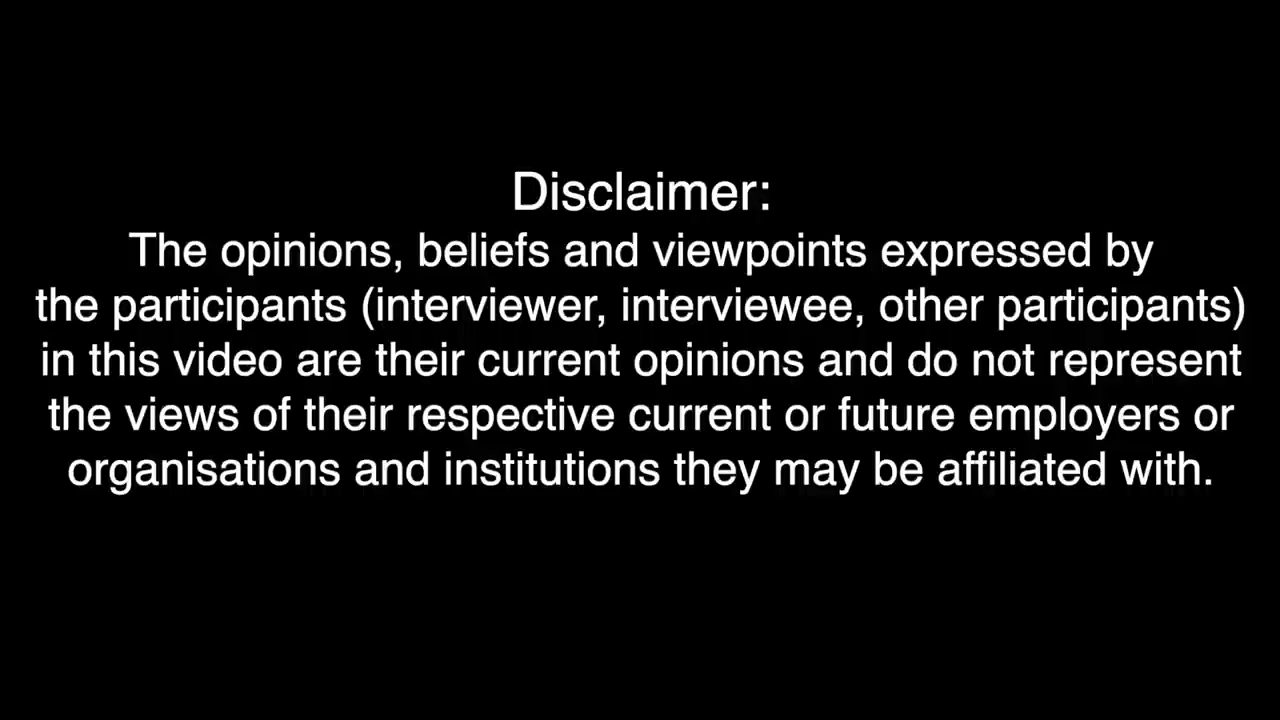 Disclaimer:
The opinions, beliefs and viewpoints expressed by
the participants (interviewer, interviewee, other participants)
in this video are their current opinions and do not represent
the views of their respective current or future employers or
organisations and institutions they may be affiliated with.